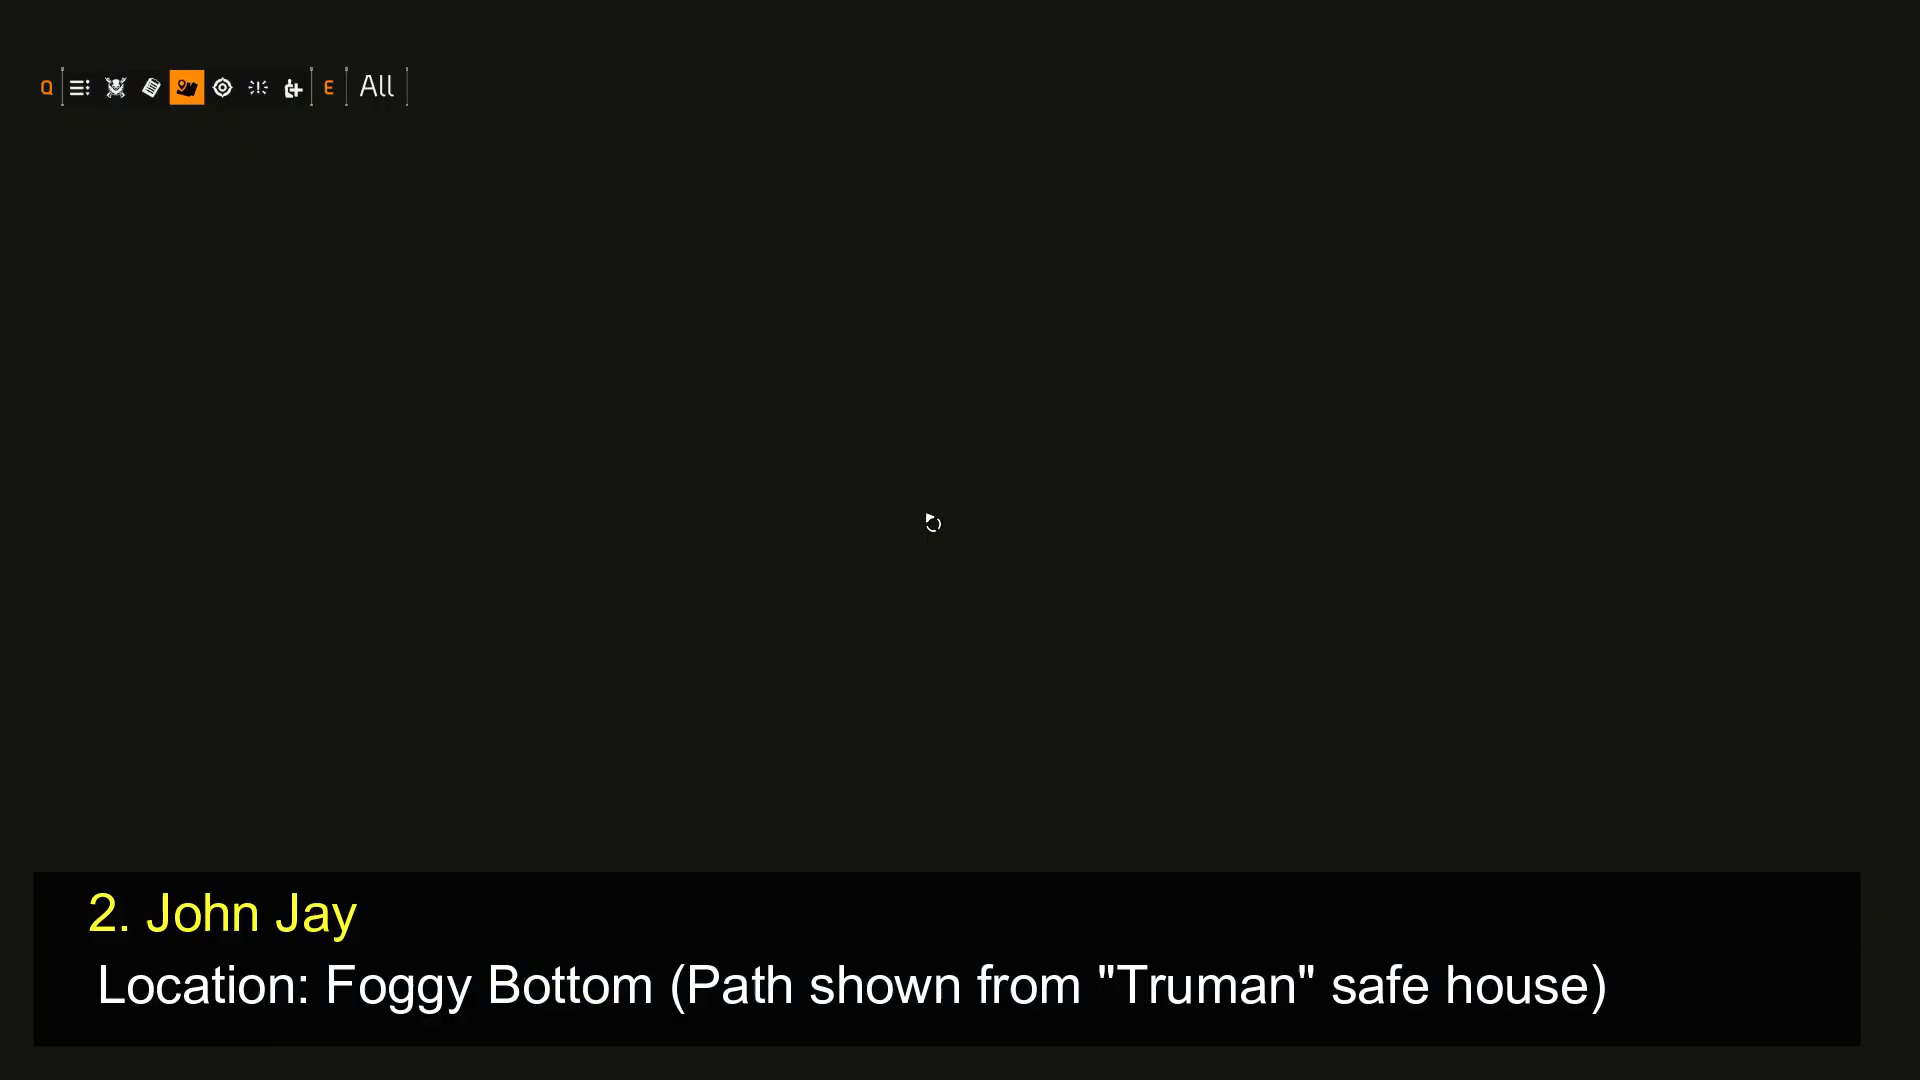 Q E All
2. John Jay
Location: Foggy Bottom (Path shown from "Truman" safe house)